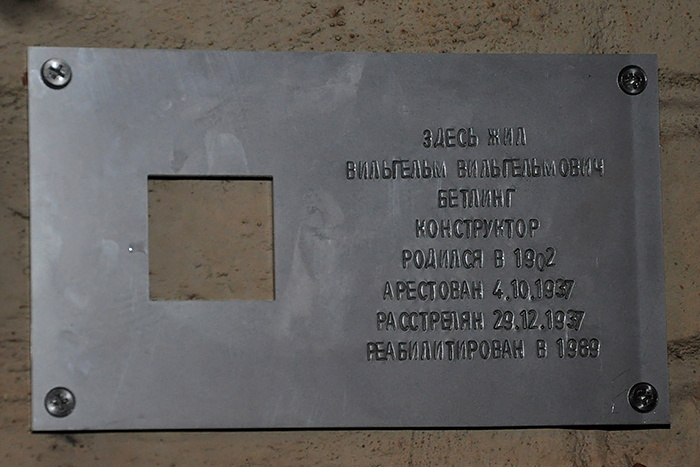 ЗДЕСЬ ЖИЛ
ВИЛЬГЕЛЬМ ВИЛЬГЕЛЬМОВИЧ
БЕТЛИНГ
КОНСТРУКТОР
РОДИЛСЯ В 1902
АРЕСТОВАН 4.10.1937
РАССТРЕЛЯН 29.12.1937
РЕАБИЛИТИРОВАН В 1989